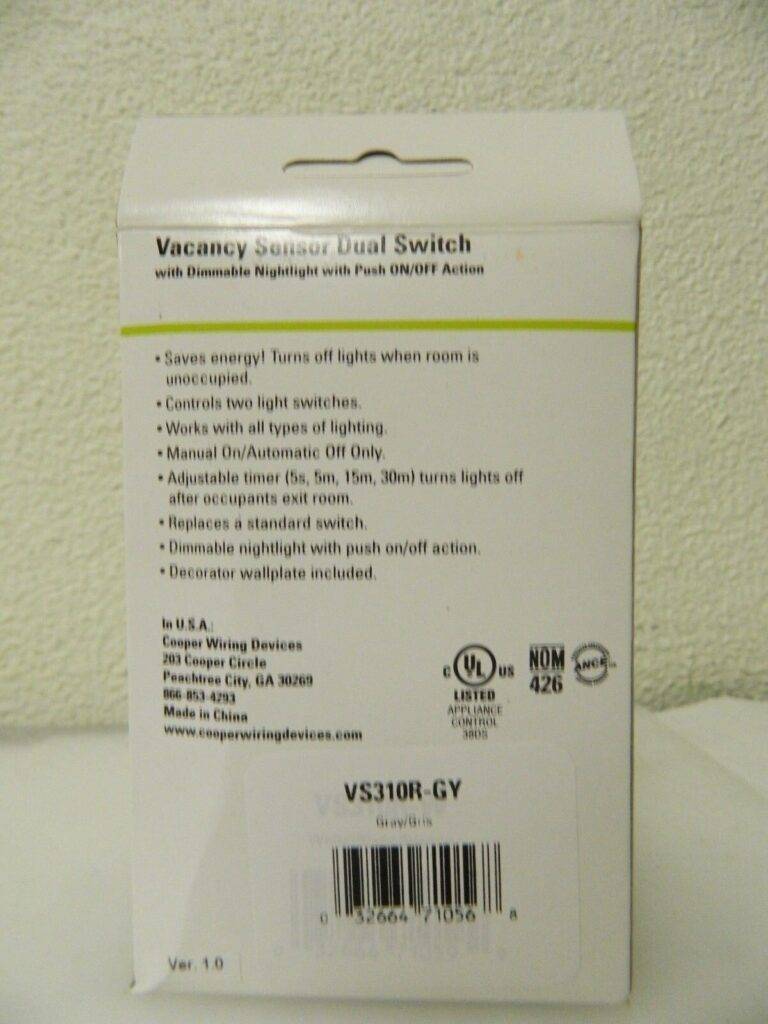 Vacancy Sensor Dual Switch
with Dimmable Nightlight with Push ON/OFF Action
• Saves energy! Turns off lights when room is
unoccupied.
• Controls two light switches.
• Works with all types of lighting.
• Manual On/Automatic Off Only.
• Adjustable timer (5s, 5m, 15m, 30m) turns lights off
after occupants exit room.
• Replaces a standard switch.
• Dimmable nightlight with push on/off action.
• Decorator wallplate included.
In U.S.A.:
Cooper Wiring Devices
203 Cooper Circle
Peachtree City, GA 30269
866-853-4293
Made in China
www.cooperwiringdevices.com
C UL US
LISTED
APPLIANCE
CONTROL
38DS
NOM
426
ANCE
VS310R-GY
Gray/Gris
0 32664 71056 8
Ver. 1.0